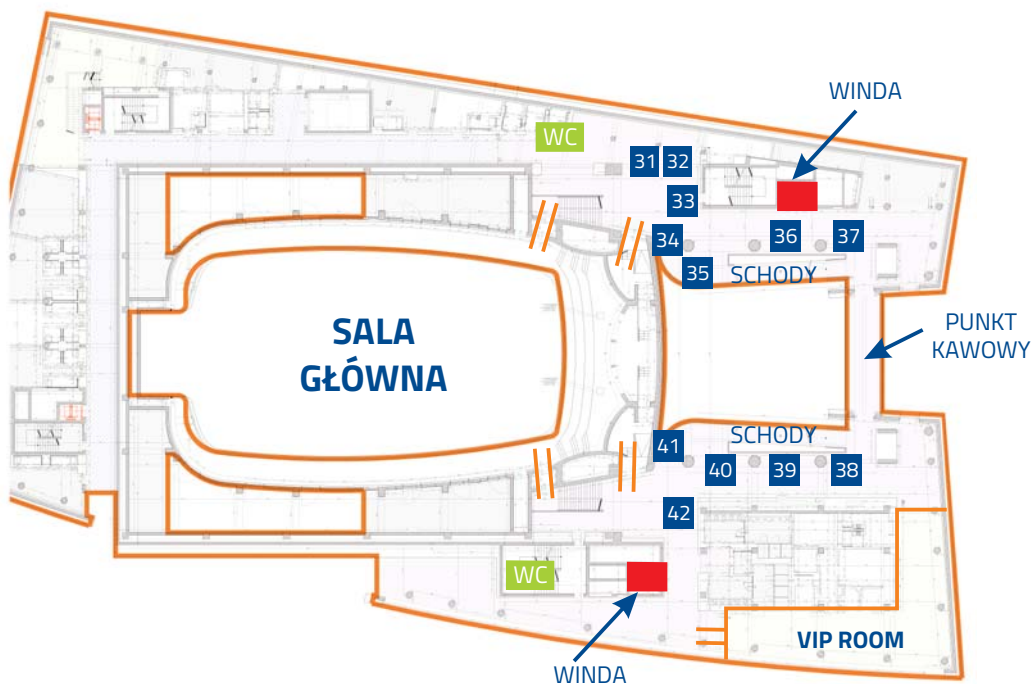 WINDA
WC
31
32
33
34
35
36
37
SCHODY
SALA
GŁÓWNA
PUNKT
KAWOWY
SCHODY
41
40
39
38
42
WC
VIP ROOM
WINDA